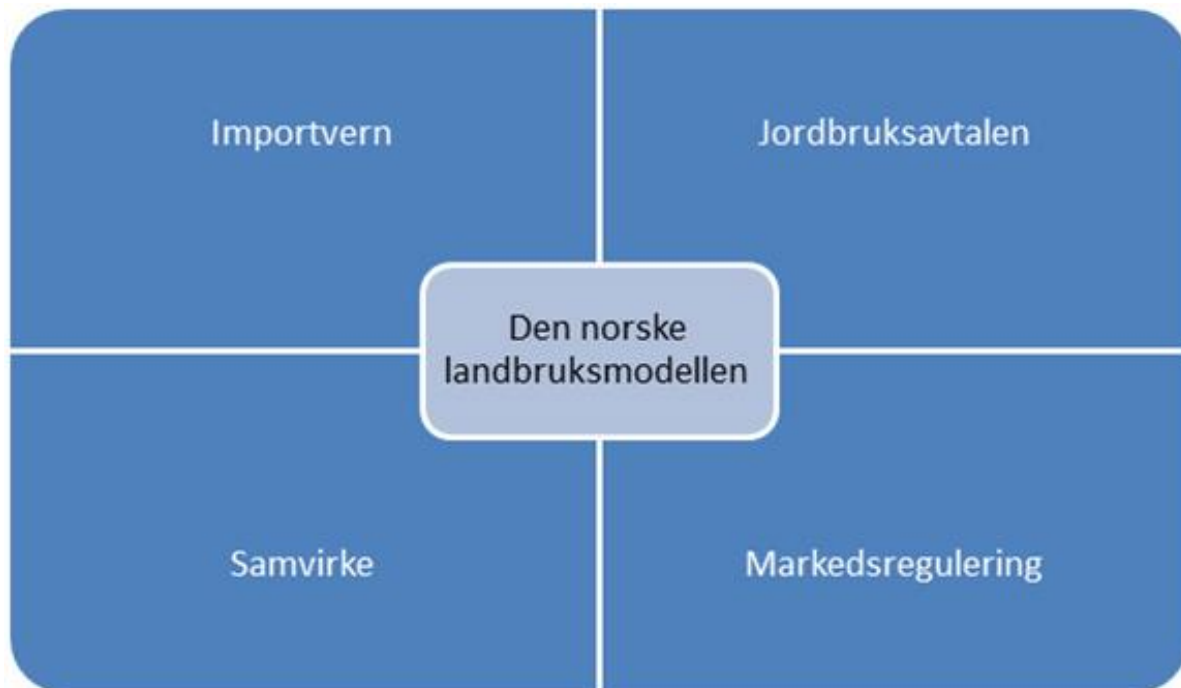 Importvern
Jordbruksavtalen
Den norske
landbruksmodellen
Samvirke
Markedsregulering